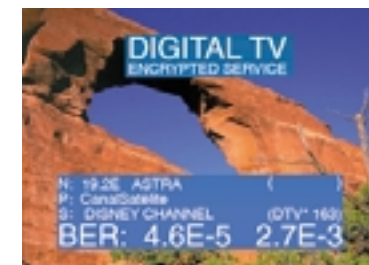 DIGITAL TV
ENCRYPTED SERVICE
N: 19.2E ASTRA ( )
P: CanalSatelite
S: DISNEY CHANNEL (DTV* 163)
BER: 4.6E-5 2.7E-3